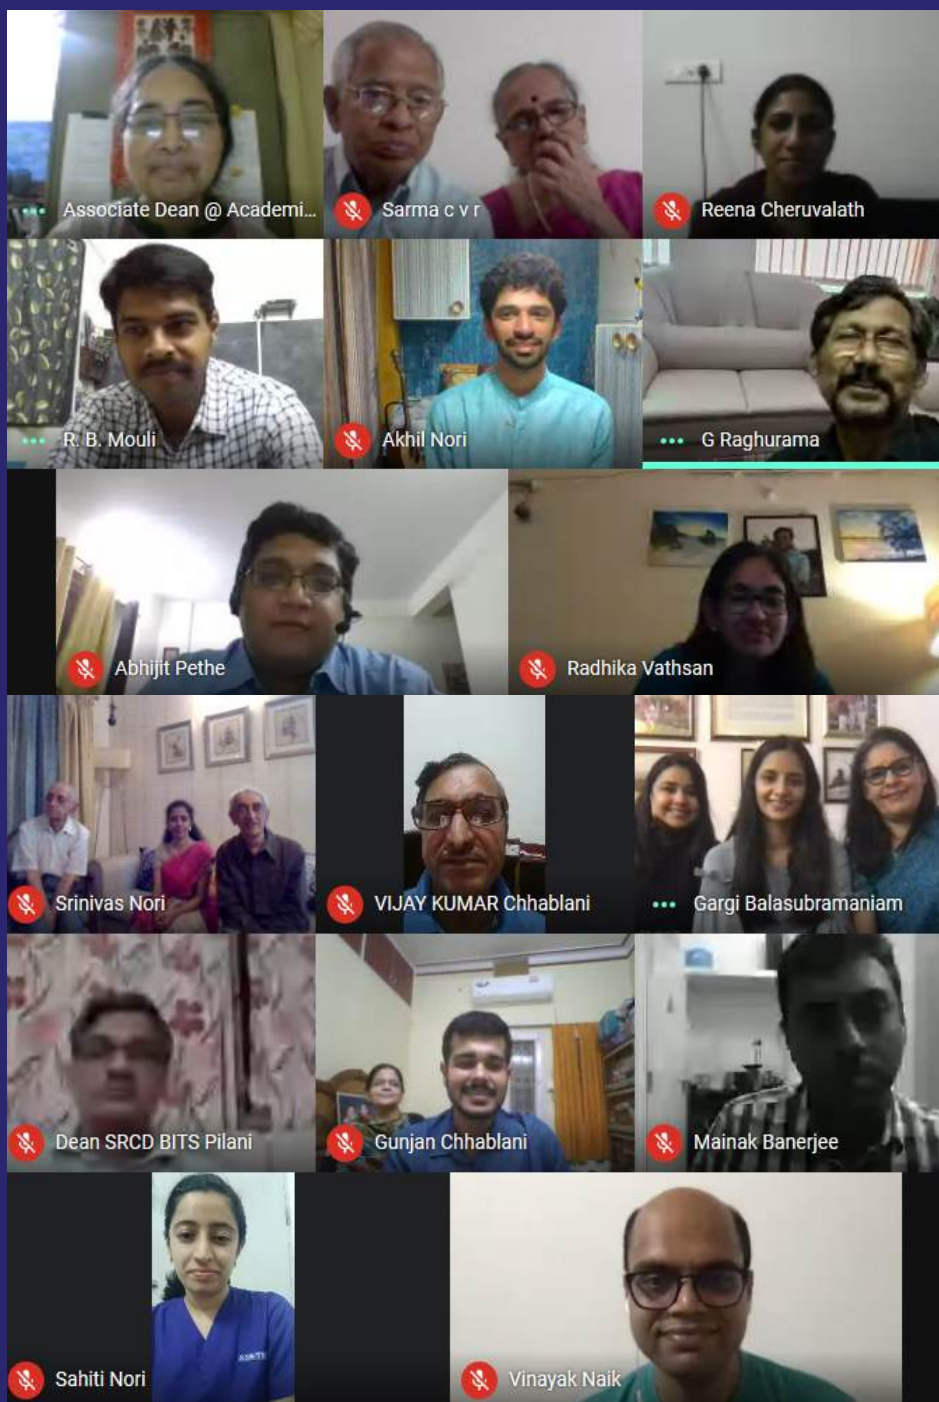 Associate Dean @ Academi...
Sarma c v r
Reena Cheruvalath
R. B. Mouli
Akhil Nori
G Raghurama
Abhijit Pethe
Radhika Vathsan
Srinivas Nori
VIJAY KUMAR Chhablani
Gargi Balasubramaniam
Dean SRCD BITS Pilani
Gunjan Chhablani
Mainak Banerjee
Sahiti Nori
Vinayak Naik